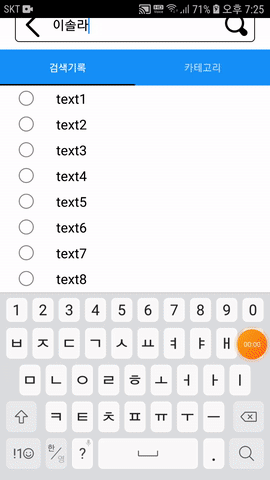 SKT 71% 오후 7:25
이솔라
검색기록 카테고리
text1
text2
text3
text4
text5
text6
text7
text8
1 2 3 4 5 6 7 8 9 0
ㅂ ㅈ ㄷ ㄱ ㅅ ㅛ ㅕ ㅑ ㅐ 00:00
ㅁ ㄴ ㅇ ㄹ ㅎ ㅗ ㅓ ㅏ ㅣ
ㅋ ㅌ ㅊ ㅍ ㅠ ㅜ ㅡ
!1☺ 한/영 ? .